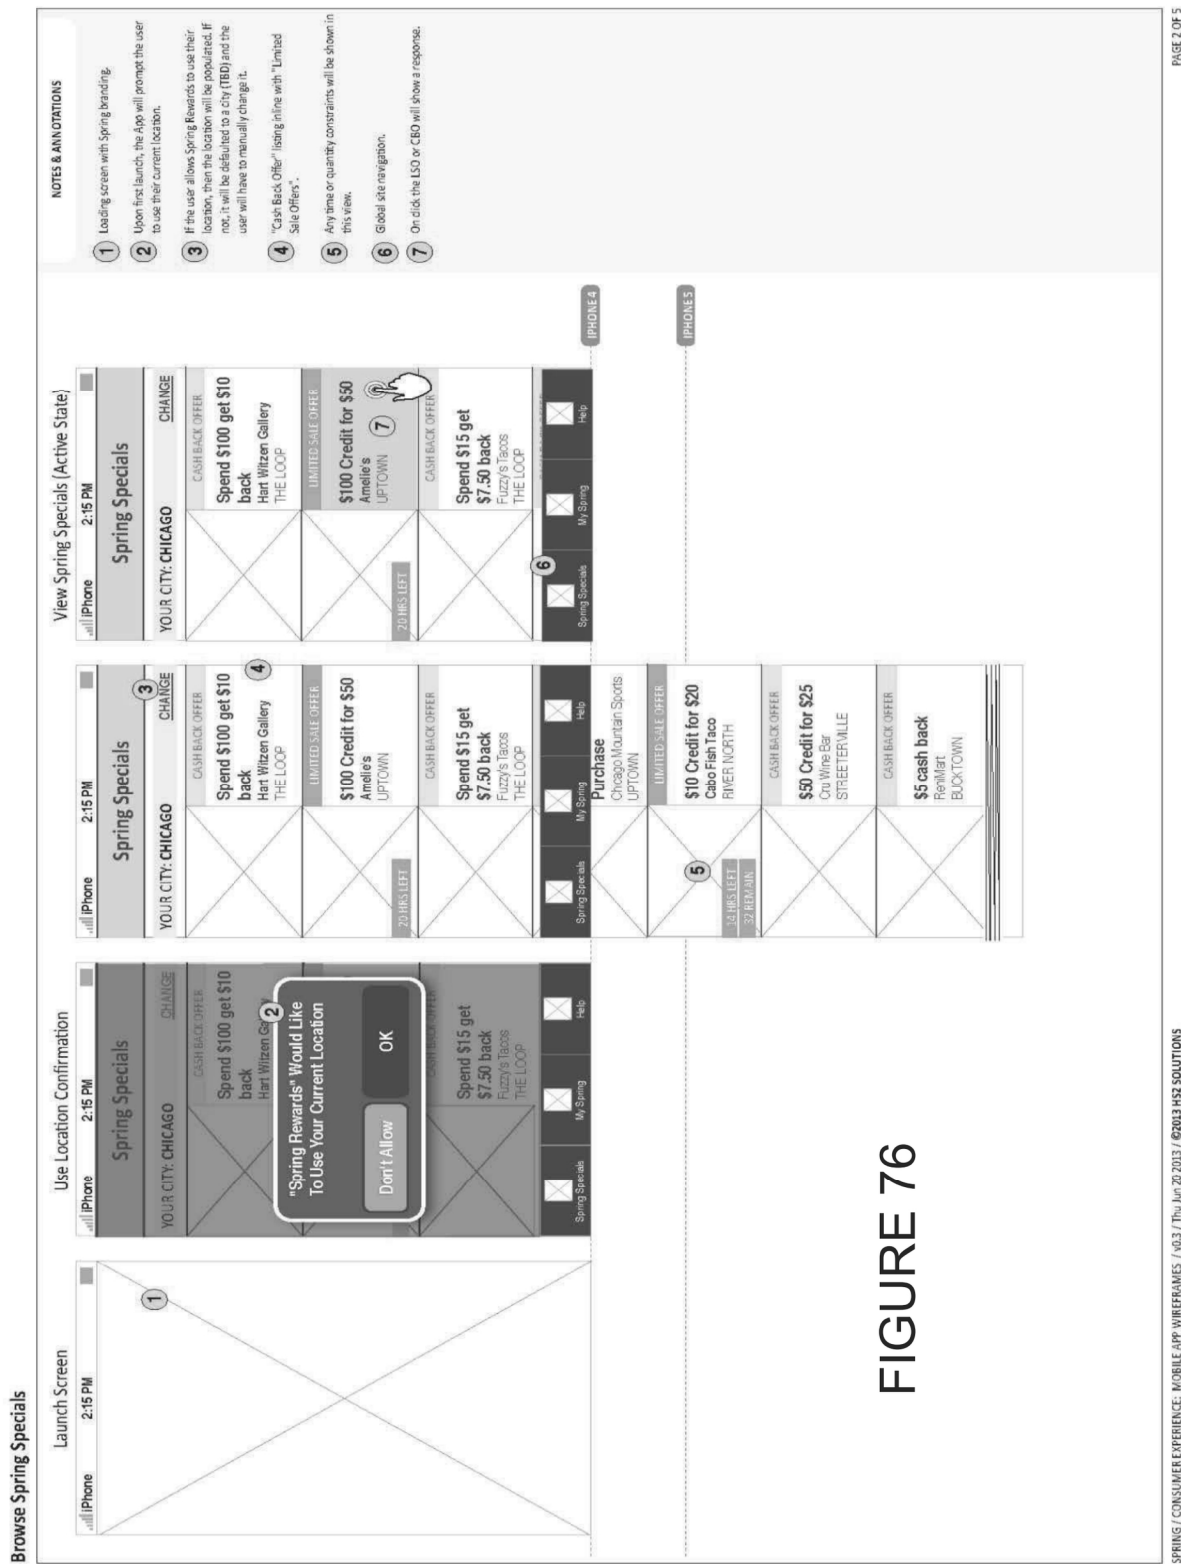 Browse Spring Specials
Launch Screen
iPhone 2:15 PM
1
Use Location Confirmation
iPhone 2:15 PM
Spring Specials
YOUR CITY: CHICAGO CHANGE
CASH BACK OFFER
Spend $100 get $10
back
Hart Witzen
2
"Spring Rewards" Would Like
To Use Your Current Location
Don't Allow OK
CASH BACK OFFER
Spend $15 get
$7.50 back
Fuzzy's Tacos
THE LOOP
Spring Specials My Spring Help
iPhone 2:15 PM
Spring Specials
3
YOUR CITY: CHICAGO CHANGE
CASH BACK OFFER
Spend $100 get $10
back
Hart Witzen Gallery
THE LOOP
4
LIMITED SALE OFFER
$100 Credit for $50
Amelie's
UPTOWN
20 HRS LEFT
CASH BACK OFFER
Spend $15 get
$7.50 back
Fuzzy's Tacos
THE LOOP
Spring Specials My Spring Help
Purchase
Chicago Mountain Sports
UPTOWN
LIMITED SALE OFFER
$10 Credit for $20
Cabo Fish Taco
RIVER NORTH
5
14 HRS LEFT
32 REMAIN
CASH BACK OFFER
$50 Credit for $25
Cru Wine Bar
STREETERVILLE
CASH BACK OFFER
$5 cash back
ReniMart
BUCKTOWN
View Spring Specials (Active State)
iPhone 2:15 PM
Spring Specials
YOUR CITY: CHICAGO CHANGE
CASH BACK OFFER
Spend $100 get $10
back
Hart Witzen Gallery
THE LOOP
LIMITED SALE OFFER
$100 Credit for $50
Amelie's
UPTOWN
7
20 HRS LEFT
CASH BACK OFFER
Spend $15 get
$7.50 back
Fuzzy's Tacos
THE LOOP
6
Spring Specials My Spring Help
IPHONE 4
IPHONE 5
NOTES & ANNOTATIONS
1 Loading screen with Spring branding.
2 Upon first launch, the App will prompt the user
to use their current location.
3 If the user allows Spring Rewards to use their
location, then the location will be populated. If
not, it will be defaulted to a city (TBD) and the
user will have to manually change it.
4 "Cash Back Offer" listing inline with "Limited
Sale Offers".
5 Any time or quantity constraints will be shown in
this view.
6 Global site navigation.
7 On click the LSO or CBO will show a response.
FIGURE 76
SPRING / CONSUMER EXPERIENCE: MOBILE APP WIREFRAMES / v0.3 / Thu Jun 20 2013 / ©2013 HS2 SOLUTIONS
PAGE 2 OF 5